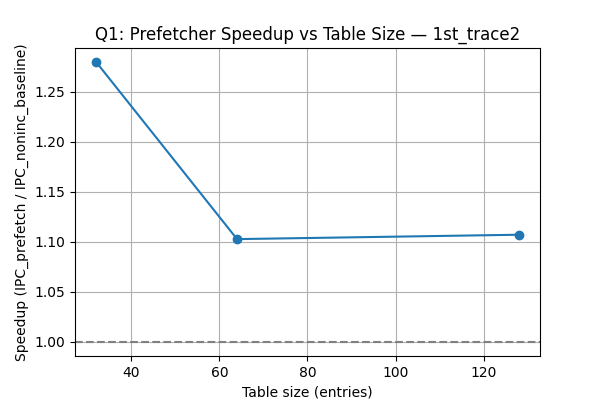 Q1: Prefetcher Speedup vs Table Size — 1st_trace2
Speedup (IPC_prefetch / IPC_noninc_baseline)
1.25
1.20
1.15
1.10
1.05
1.00
40 60 80 100 120
Table size (entries)